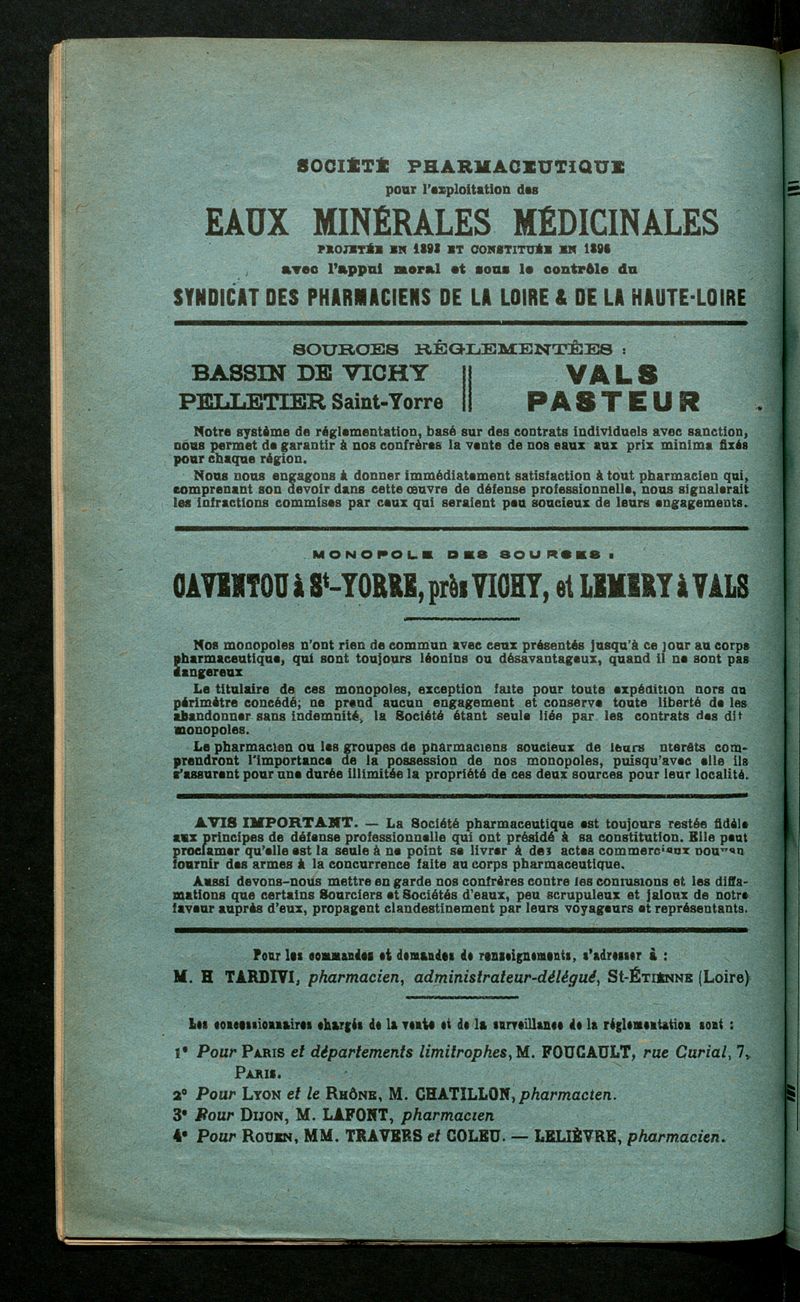 SOCIÉTÉ PHARMACEUTIQUE
pour l'exploitation des
EAUX MINÉRALES MÉDICINALES
PROJETÉE EN 1893 ET CONSTITUÉE EN 1896
avec l'appui moral et sous le contrôle du
SYNDICAT DES PHARMACIENS DE LA LOIRE & DE LA HAUTE-LOIRE
SOURCES RÉGLEMENTÉES :
BASSIN DE VICHY
PELLETIER Saint-Yorre
VALS
PASTEUR
Notre système de réglementation, basé sur des contrats individuels avec sanction,
nous permet de garantir à nos confrères la vente de nos eaux aux prix minima fixés
pour chaque région.
Nous nous engagons à donner immédiatement satisfaction à tout pharmacien qui,
comprenant son devoir dans cette œuvre de défense professionnelle, nous signalerait
les infractions commises par ceux qui seraient peu soucieux de leurs engagements.
MONOPOLE DES SOURCES :
CAVENTOU à St-YORRE, près VICHY, et LEMERY à VALS
Nos monopoles n'ont rien de commun avec ceux présentés jusqu'à ce jour au corps
pharmaceutique, qui sont toujours léonins ou désavantageux, quand il ne sont pas
dangereux
Le titulaire de ces monopoles, exception faite pour toute expédition hors du
périmètre concédé; ne prend aucun engagement et conserve toute liberté de les
abandonner sans indemnité, la Société étant seule liée par les contrats des dit
monopoles.
Le pharmacien ou les groupes de pharmaciens soucieux de leurs ntérêts com-
prendront l'importance de la possession de nos monopoles, puisqu'avec elle ils
s'assurent pour une durée illimitée la propriété de ces deux sources pour leur localité.
AVIS IMPORTANT. — La Société pharmaceutique est toujours restée fidèle
aux principes de défense professionnelle qui ont présidé à sa constitution. Elle peut
proclamer qu'elle est la seule à ne point se livrer à des actes commerciaux pouvan
fournir des armes à la concurrence faite au corps pharmaceutique.
Aussi devons-nous mettre en garde nos confrères contre les confusions et les diffa-
mations que certains Sourciers et Sociétés d'eaux, peu scrupuleux et jaloux de notre
faveur auprès d'eux, propagent clandestinement par leurs voyageurs et représentants.
Pour les commandes et demandes de renseignements, s'adresser à :
M. H TARDIVI, pharmacien, administrateur-délégué, St-ÉTIENNE (Loire)
Les concessionnaires chargés de la vente et de la surveillance de la réglementation sont :
1° Pour PARIS et départements limitrophes, M. FOUCAULT, rue Curial, 7,
PARIS.
2° Pour LYON et le RHÔNE, M. CHATILLON, pharmacien.
3° Pour DIJON, M. LAFONT, pharmacien
4° Pour ROUEN, MM. TRAVERS et COLEU. — LELIÈVRE, pharmacien.